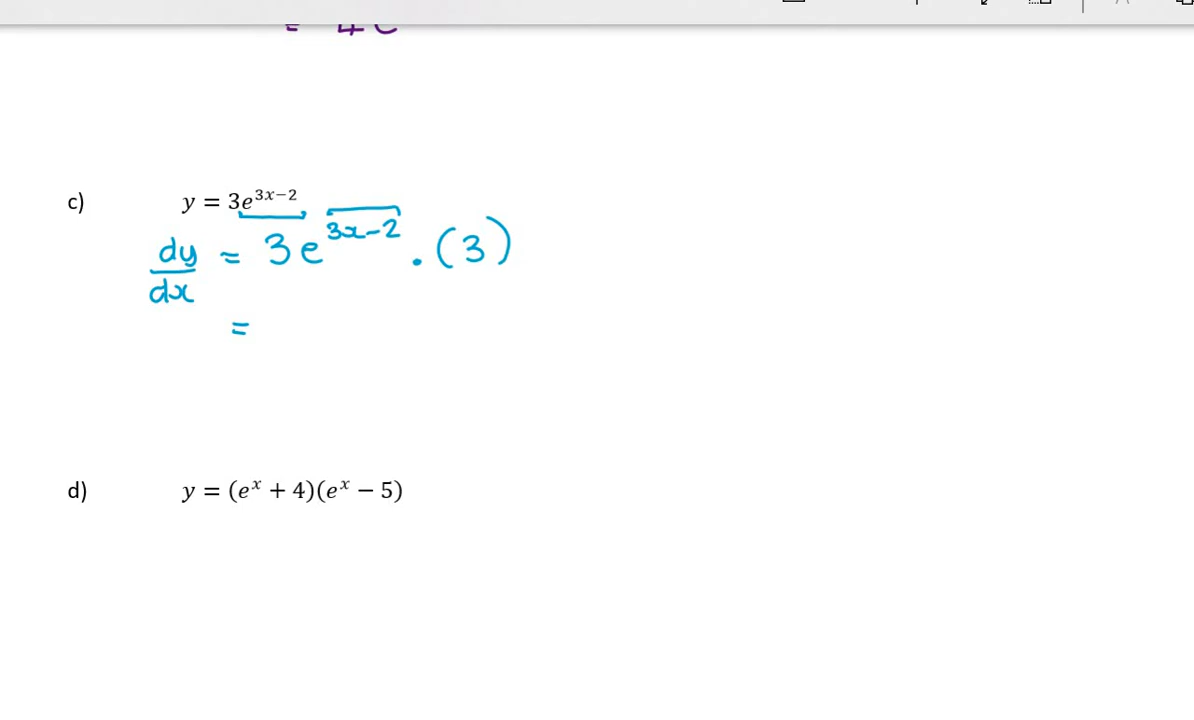 c) y = 3e^{3x−2}
dy/dx = 3e^{3x−2} . (3)
=
d) y = (e^x + 4)(e^x − 5)